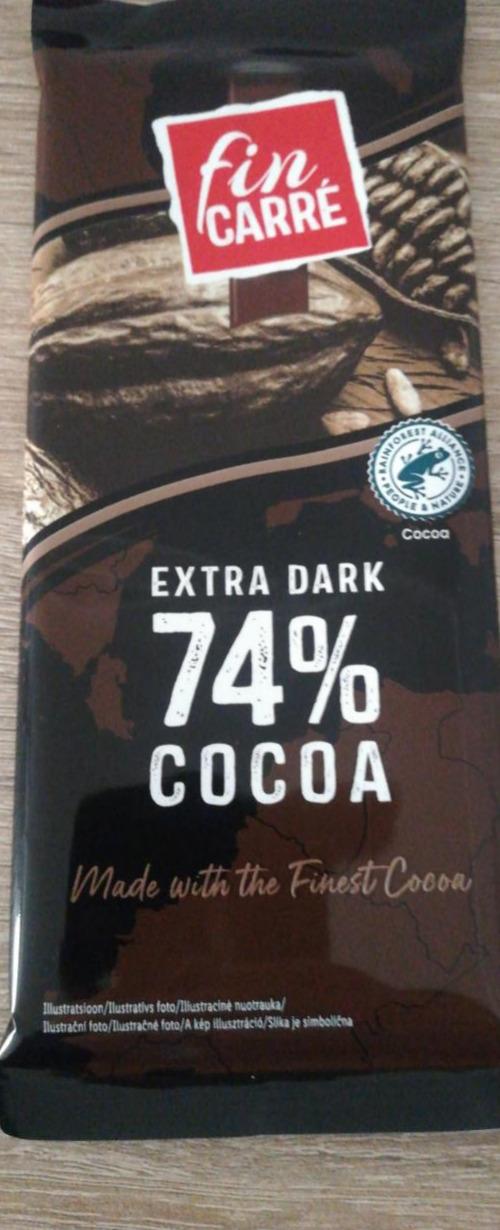 fin
CARRÉ
RAINFOREST ALLIANCE
PEOPLE & NATURE
Cocoa
EXTRA DARK
74%
COCOA
Made with the Finest Cocoa
Illustratsioon/Ilustratīvs foto/Iliustracinė nuotrauka/
Ilustrační foto/Ilustračné foto/A kép illusztráció/Slika je simbolična